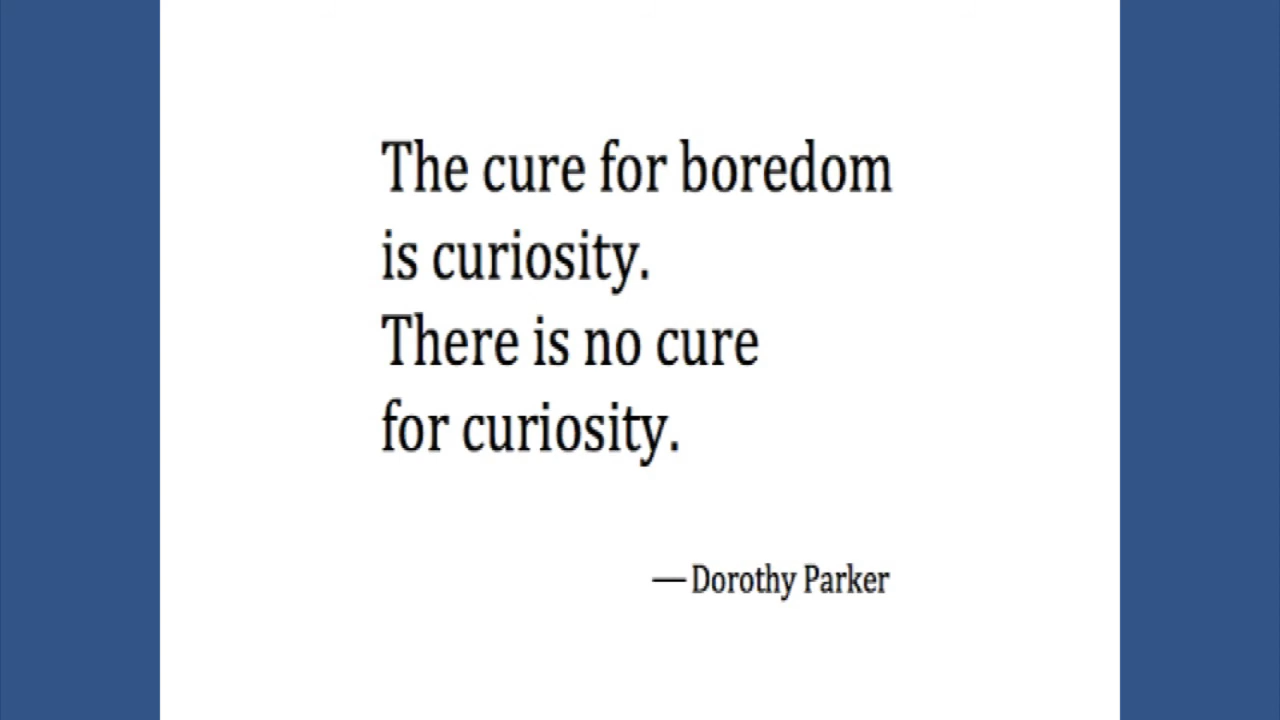 The cure for boredom
is curiosity.
There is no cure
for curiosity.
—Dorothy Parker